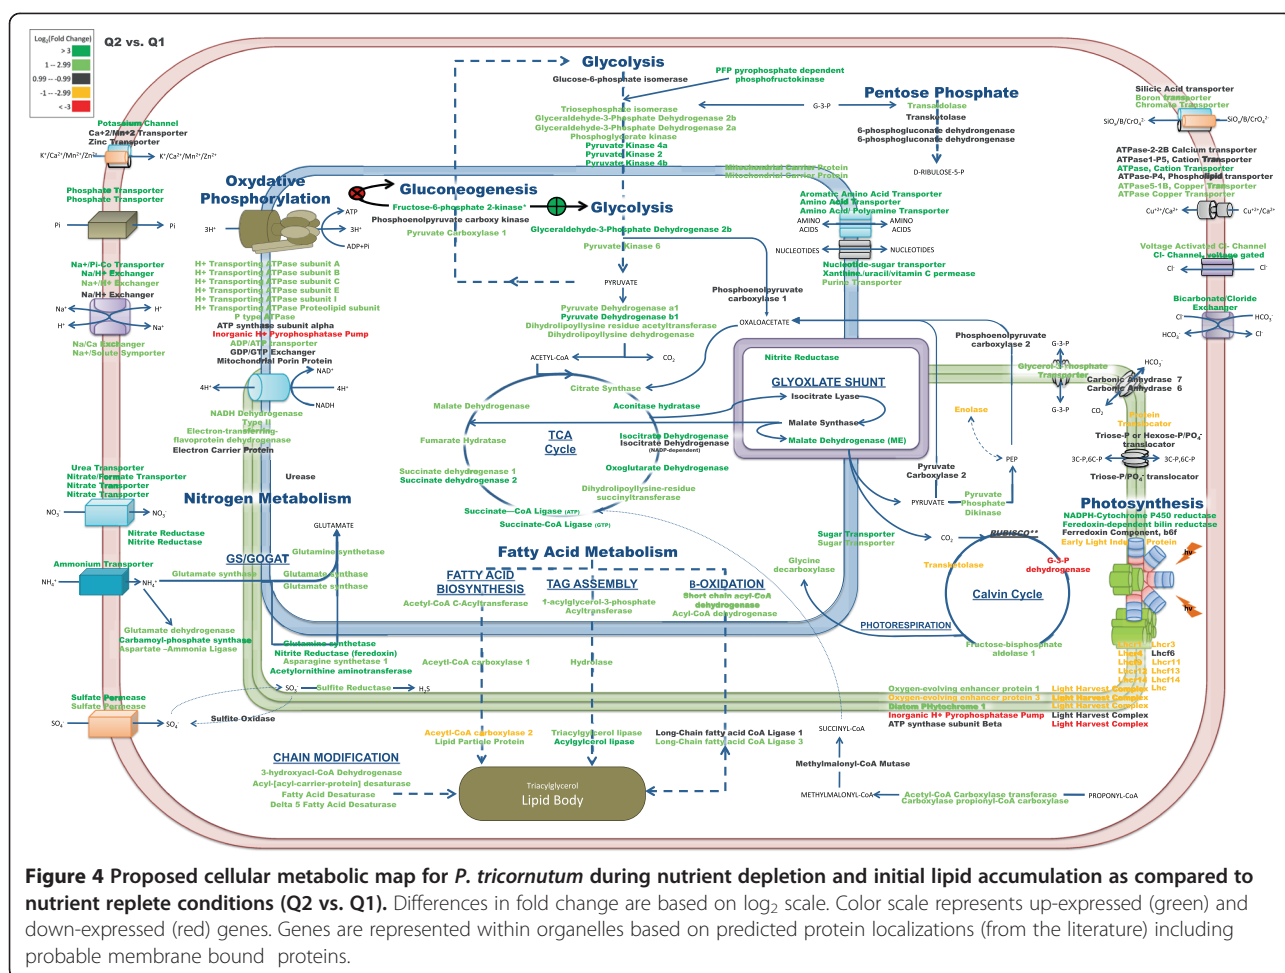 Log2(Fold Change)
> 3
1 – 2.99
0.99 – -0.99
-1 – -2.99
< -3
Q2 vs. Q1
Potassium Channel
Ca+2/Mn+2 Transporter
Zinc Transporter
K⁺/Ca²⁺/Mn²⁺/Zn²⁺
K⁺/Ca²⁺/Mn²⁺/Zn²⁺
Phosphate Transporter
Phosphate Transporter
Pi
Pi
Na+/Pi-Co Transporter
Na/H+ Exchanger
Na+/H+ Exchanger
Na/H+ Exchanger
Na⁺
H⁺
H⁺
Na⁺
Na/Ca Exchanger
Na+/Solute Symporter
Urea Transporter
Nitrate/Formate Transporter
Nitrate Transporter
Nitrate Transporter
NO₃⁻
NO₃⁻
Nitrate Reductase
Nitrite Reductase
Ammonium Transporter
NH₄⁺
NH₄⁺
Glutamate synthase
Glutamate dehydrogenase
Carbamoyl-phosphate synthase
Aspartate –Ammonia Ligase
Sulfate Permease
Sulfate Permease
SO₄⁻
SO₄⁻
Sulfite Oxidase
SO₃⁻
Sulfite Reductase
H₂S
Oxydative
Phosphorylation
3H⁺
ATP
3H⁺
ADP+Pi
H+ Transporting ATPase subunit A
H+ Transporting ATPase subunit B
H+ Transporting ATPase subunit C
H+ Transporting ATPase subunit E
H+ Transporting ATPase subunit I
H+ Transporting ATPase Proteolipid subunit
P type ATPase
ATP synthase subunit alpha
Inorganic H+ Pyrophosphatase Pump
ADP/ATP transporter
GDP/GTP Exchanger
Mitochondrial Porin Protein
NAD⁺
4H⁺
4H⁺
NADH
NADH Dehydrogenase
Type II
Electron-transferring-
flavoprotein dehydrogenase
Electron Carrier Protein
Urease
Nitrogen Metabolism
GLUTAMATE
GS/GOGAT
Glutamine synthetase
Glutamate synthase
Glutamate synthase
Glutamine synthetase
Nitrite Reductase (feredoxin)
Asparagine synthetase 1
Acetylornithine aminotransferase
Glycolysis
Glucose-6-phosphate isomerase
PFP pyrophosphate dependent
phosphofructokinase
Triosephosphate isomerase
Glyceraldehyde-3-Phosphate Dehydrogenase 2b
Glyceraldehyde-3-Phosphate Dehydrogenase 2a
Phosphoglycerate kinase
Pyruvate Kinase 4a
Pyruvate Kinase 2
Pyruvate Kinase 4b
Gluconeogenesis
Fructose-6-phosphate 2-kinase*
Phosphoenolpyruvate carboxy kinase
Pyruvate Carboxylase 1
Glycolysis
Glyceraldehyde-3-Phosphate Dehydrogenase 2b
Pyruvate Kinase 6
PYRUVATE
Pyruvate Dehydrogenase a1
Pyruvate Dehydrogenase b1
Dihydrolipoyllysine residue acetyltransferase
Dihydrolipoyllysine dehydrogenase
ACETYL-CoA
CO₂
Citrate Synthase
Malate Dehydrogenase
Aconitase hydratase
TCA
Cycle
Fumarate Hydratase
Isocitrate Dehydrogenase
Isocitrate Dehydrogenase
(NADP-dependent)
Succinate dehydrogenase 1
Succinate dehydrogenase 2
Oxoglutarate Dehydrogenase
Dihydrolipoyllysine-residue
succinyltransferase
Succinate—CoA Ligase (ATP)
Succinate-CoA Ligase (GTP)
Pentose Phosphate
G-3-P
Transaldolase
Transketolase
6-phosphogluconate dehydrogenase
6-phosphogluconate dehydrogenase
D-RIBULOSE-5-P
Mitochondrial Carrier Protein
Mitochondrial Carrier Protein
Aromatic Amino Acid Transporter
Amino Acid Transporter
Amino Acid/ Polyamine Transporter
AMINO
ACIDS
AMINO
ACIDS
NUCLEOTIDES
NUCLEOTIDES
Nucleotide-sugar transporter
Xanthine/uracil/vitamin C permease
Purine Transporter
Phosphoenolpyruvate
carboxylase 1
OXALOACETATE
Nitrite Reductase
GLYOXLATE SHUNT
Isocitrate Lyase
Malate Synthase
Malate Dehydrogenase (ME)
Phosphoenolpyruvate
carboxylase 2
G-3-P
Glycerol-3-Phosphate
Transporter
G-3-P
Enolase
PEP
Pyruvate
Carboxylase 2
PYRUVATE
Pyruvate
Phosphate
Dikinase
Silicic Acid transporter
Boron transporter
Chromate Transporter
SiOₓ/B/CrO₄²⁻
SiOₓ/B/CrO₄²⁻
ATPase-2-2B Calcium transporter
ATPase1-P5, Cation Transporter
ATPase, Cation Transporter
ATPase-P4, Phospholipid transporter
ATPase5-1B, Copper Transporter
ATPase Copper Transporter
Cu⁺²/Ca²⁺
Cu⁺²/Ca²⁺
Voltage Activated Cl- Channel
Cl- Channel, voltage gated
Cl⁻
Cl⁻
Bicarbonate/Cloride
Exchanger
Cl⁻
HCO₃⁻
HCO₃⁻
Cl⁻
HCO₃⁻
Carbonic Anhydrase 7
Carbonic Anhydrase 6
CO₂
Protein
Translocator
Triose-P or Hexose-P/PO₄⁻
translocator
3C-P,6C-P
3C-P,6C-P
Triose-P/PO₄⁻ translocator
Photosynthesis
NADPH-Cytochrome P450 reductase
Feredoxin-dependent bilin reductase
Ferredoxin Component, b6f
Early Light Induced Protein
hv
hv
Sugar Transporter
Sugar Transporter
CO₂
RUBISCO**
Glycine
decarboxylase
Transketolase
G-3-P
dehydrogenase
Calvin Cycle
PHOTORESPIRATION
Fructose-bisphosphate
aldolase 1
Lhcr3
Lhcr4
Lhcf6
Lhcr11
Lhcf13
Lhcr14
Lhcf14
Lhc
Oxygen-evolving enhancer protein 1
Oxygen-evolving enhancer protein 3
Diatom Phytochrome 1
Inorganic H+ Pyrophosphatase Pump
ATP synthase subunit Beta
Light Harvest Complex
Light Harvest Complex
Light Harvest Complex
Light Harvest Complex
Light Harvest Complex
Fatty Acid Metabolism
FATTY ACID
BIOSYNTHESIS
TAG ASSEMBLY
B-OXIDATION
Acetyl-CoA C-Acyltransferase
1-acylglycerol-3-phosphate
Acyltransferase
Short chain acyl-CoA
dehydrogenase
Acyl-CoA dehydrogenase
Aceytl-CoA carboxylase 1
Hydrolase
Aceytl-CoA carboxylase 2
Lipid Particle Protein
Triacylglycerol lipase
Acylglycerol lipase
Long-Chain fatty acid CoA Ligase 1
Long-Chain fatty acid CoA Ligase 3
CHAIN MODIFICATION
3-hydroxyacl-CoA Dehydrogenase
Acyl-[acyl-carrier-protein] desaturase
Fatty Acid Desaturase
Delta 5 Fatty Acid Desaturase
Triacylglycerol
Lipid Body
SUCCINYL-CoA
Methylmalonyl-CoA Mutase
METHYLMALONYL-CoA
Acetyl-CoA Carboxylase transferase
Carboxylase propionyl-CoA carboxylase
PROPONYL-CoA
Figure 4 Proposed cellular metabolic map for P. tricornutum during nutrient depletion and initial lipid accumulation as compared to
nutrient replete conditions (Q2 vs. Q1). Differences in fold change are based on log₂ scale. Color scale represents up-expressed (green) and
down-expressed (red) genes. Genes are represented within organelles based on predicted protein localizations (from the literature) including
probable membrane bound proteins.